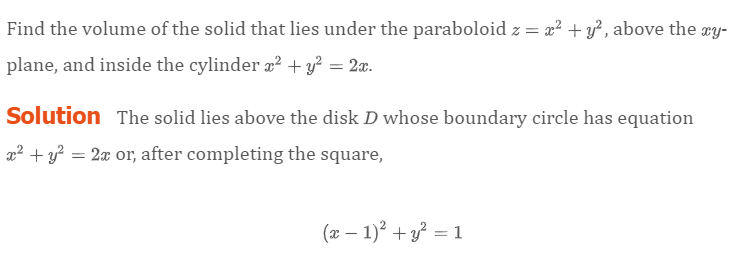 Find the volume of the solid that lies under the paraboloid z = x² + y², above the xy-
plane, and inside the cylinder x² + y² = 2x.
Solution The solid lies above the disk D whose boundary circle has equation
x² + y² = 2x or, after completing the square,
(x − 1)² + y² = 1